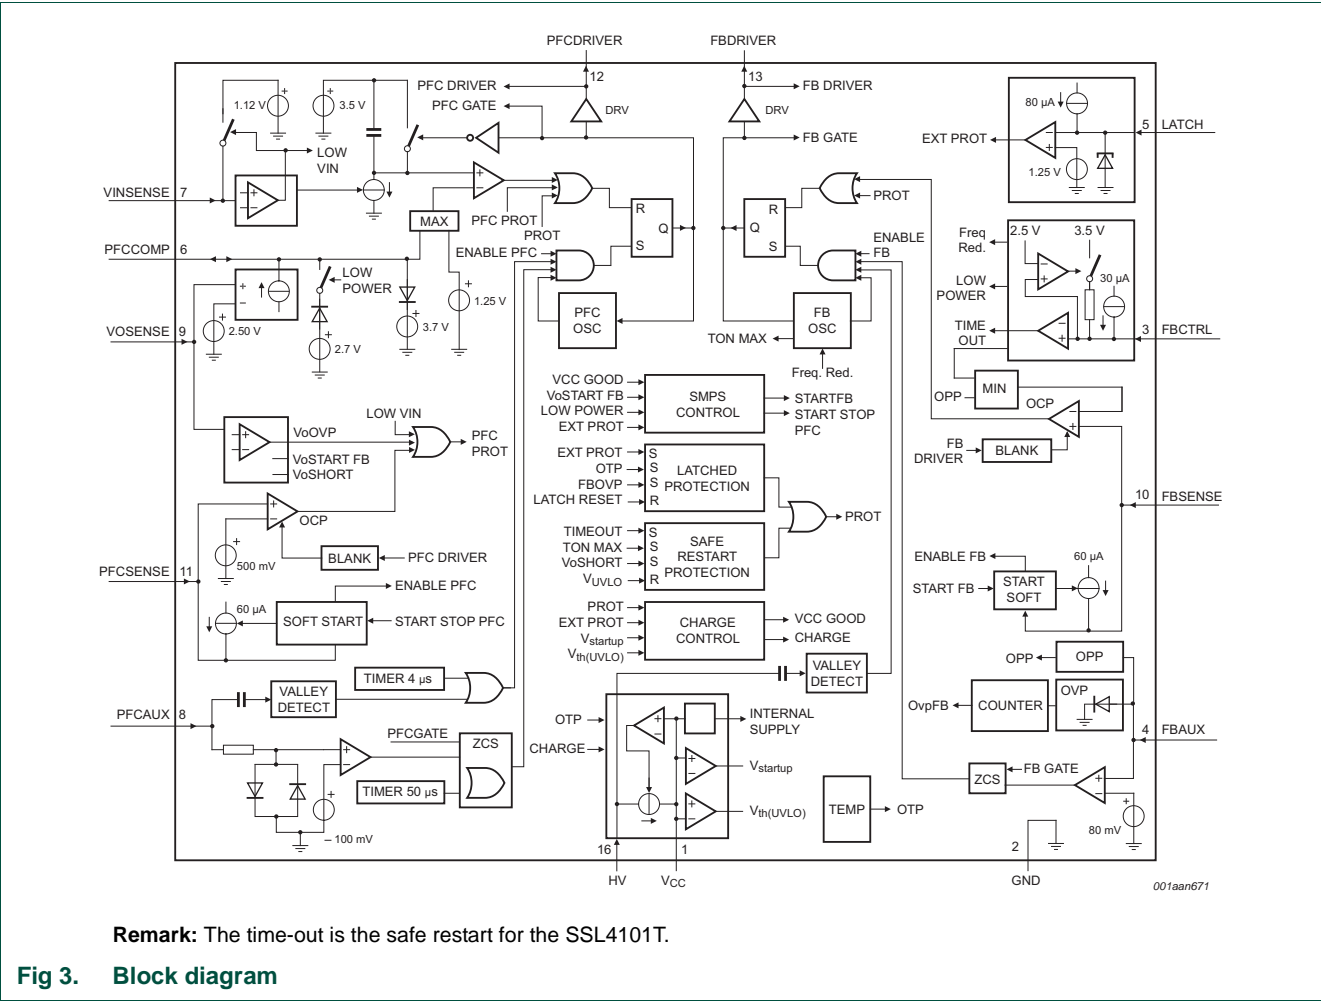 PFCDRIVER
FBDRIVER
12
13
PFC DRIVER
FB DRIVER
PFC GATE
DRV
DRV
FB GATE
1.12 V
3.5 V
LOW
VIN
VINSENSE 7
PFC PROT
PROT
MAX
R
S
Q
ENABLE PFC
PFC
OSC
R
S
Q
PROT
ENABLE
FB
FB
OSC
TON MAX
Freq. Red.
80 µA
5 LATCH
EXT PROT
1.25 V
Freq
Red.
2.5 V
3.5 V
LOW
POWER
30 µA
TIME
OUT
3 FBCTRL
PFCCOMP 6
LOW
POWER
1.25 V
2.50 V
3.7 V
2.7 V
VOSENSE 9
MIN
OPP
OCP
FB
DRIVER
BLANK
10 FBSENSE
VCC GOOD
VoSTART FB
LOW POWER
EXT PROT
SMPS
CONTROL
STARTFB
START STOP
PFC
LOW VIN
VoOVP
VoSTART FB
VoSHORT
PFC
PROT
EXT PROT
OTP
FBOVP
LATCH RESET
S
S
S
R
LATCHED
PROTECTION
PROT
TIMEOUT
TON MAX
VoSHORT
VUVLO
S
S
S
R
SAFE
RESTART
PROTECTION
OCP
BLANK
PFC DRIVER
500 mV
PFCSENSE 11
ENABLE PFC
60 µA
SOFT START
START STOP PFC
PROT
EXT PROT
Vstartup
Vth(UVLO)
CHARGE
CONTROL
VCC GOOD
CHARGE
ENABLE FB
START FB
START
SOFT
60 µA
OPP
OPP
OvpFB
COUNTER
OVP
4 FBAUX
TIMER 4 µs
VALLEY
DETECT
PFCAUX 8
PFCGATE
ZCS
TIMER 50 µs
– 100 mV
VALLEY
DETECT
OTP
CHARGE
INTERNAL
SUPPLY
Vstartup
Vth(UVLO)
16
1
HV
VCC
TEMP
OTP
ZCS
FB GATE
80 mV
2
GND
001aan671
Remark: The time-out is the safe restart for the SSL4101T.
Fig 3. Block diagram